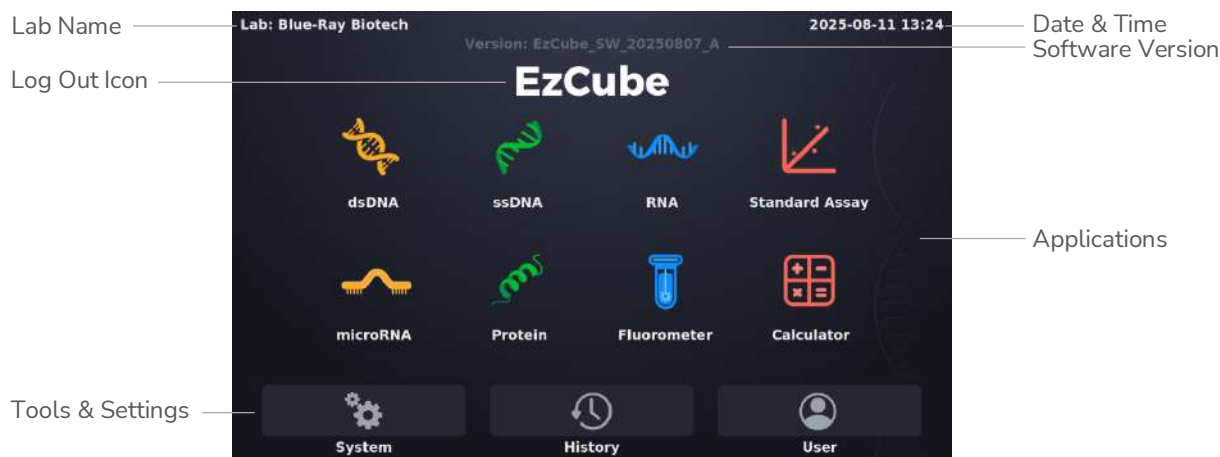 Lab Name
Lab: Blue-Ray Biotech
2025-08-11 13:24
Date & Time
Version: EzCube_SW_20250807_A
Software Version
Log Out Icon
EzCube
dsDNA ssDNA RNA Standard Assay
Applications
microRNA Protein Fluorometer Calculator
Tools & Settings
System History User